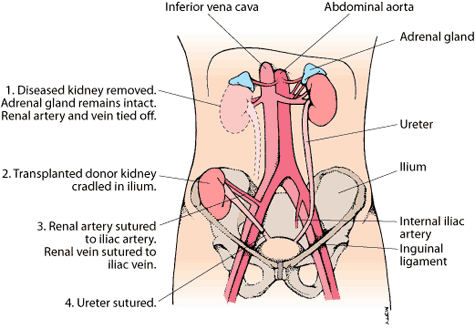 Inferior vena cava
Abdominal aorta
Adrenal gland
1. Diseased kidney removed.
Adrenal gland remains intact.
Renal artery and vein tied off.
Ureter
2. Transplanted donor kidney
cradled in ilium.
Ilium
3. Renal artery sutured
to iliac artery.
Renal vein sutured to
iliac vein.
Internal iliac
artery
Inguinal
ligament
4. Ureter sutured.